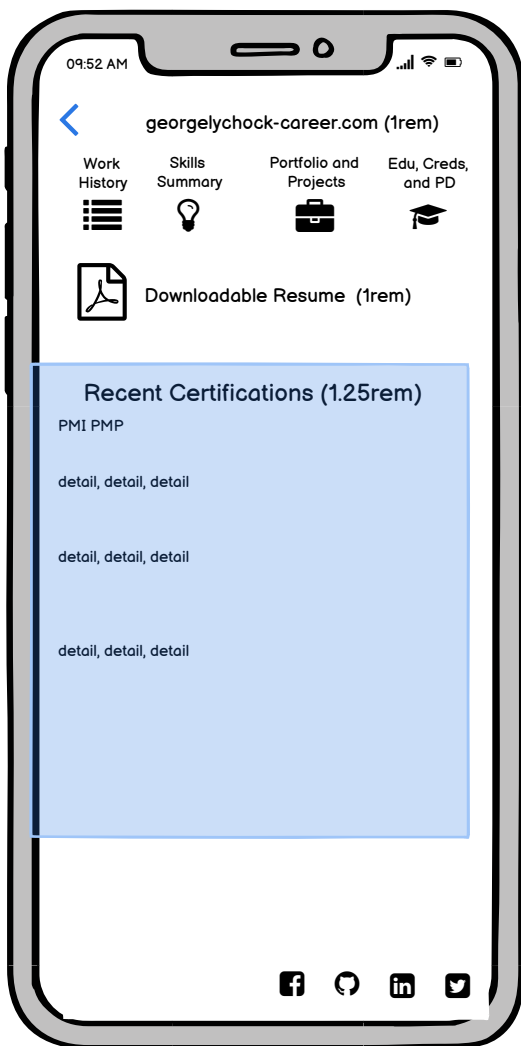 09:52 AM
georgelychock-career.com (1rem)
Work
History
Skills
Summary
Portfolio and
Projects
Edu, Creds,
and PD
Downloadable Resume (1rem)
Recent Certifications (1.25rem)
PMI PMP
detail, detail, detail
detail, detail, detail
detail, detail, detail